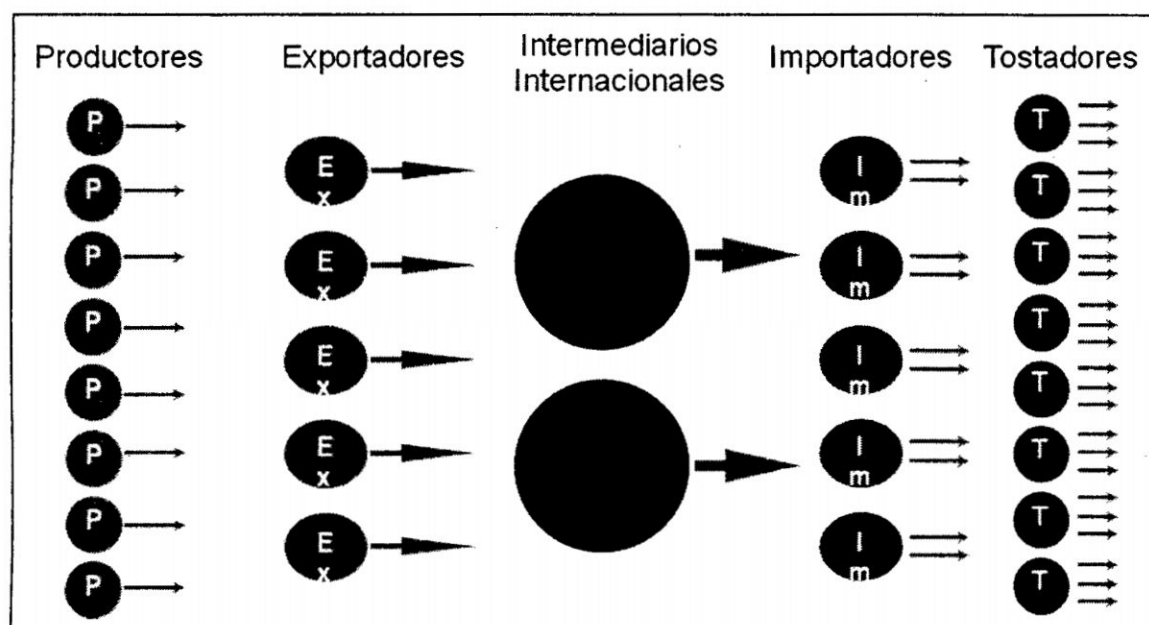 Productores
Exportadores
Intermediarios
Internacionales
Importadores
Tostadores
P
P
P
P
P
P
P
P
E
x
E
x
E
x
E
x
E
x
I
m
I
m
I
m
I
m
I
m
T
T
T
T
T
T
T
T